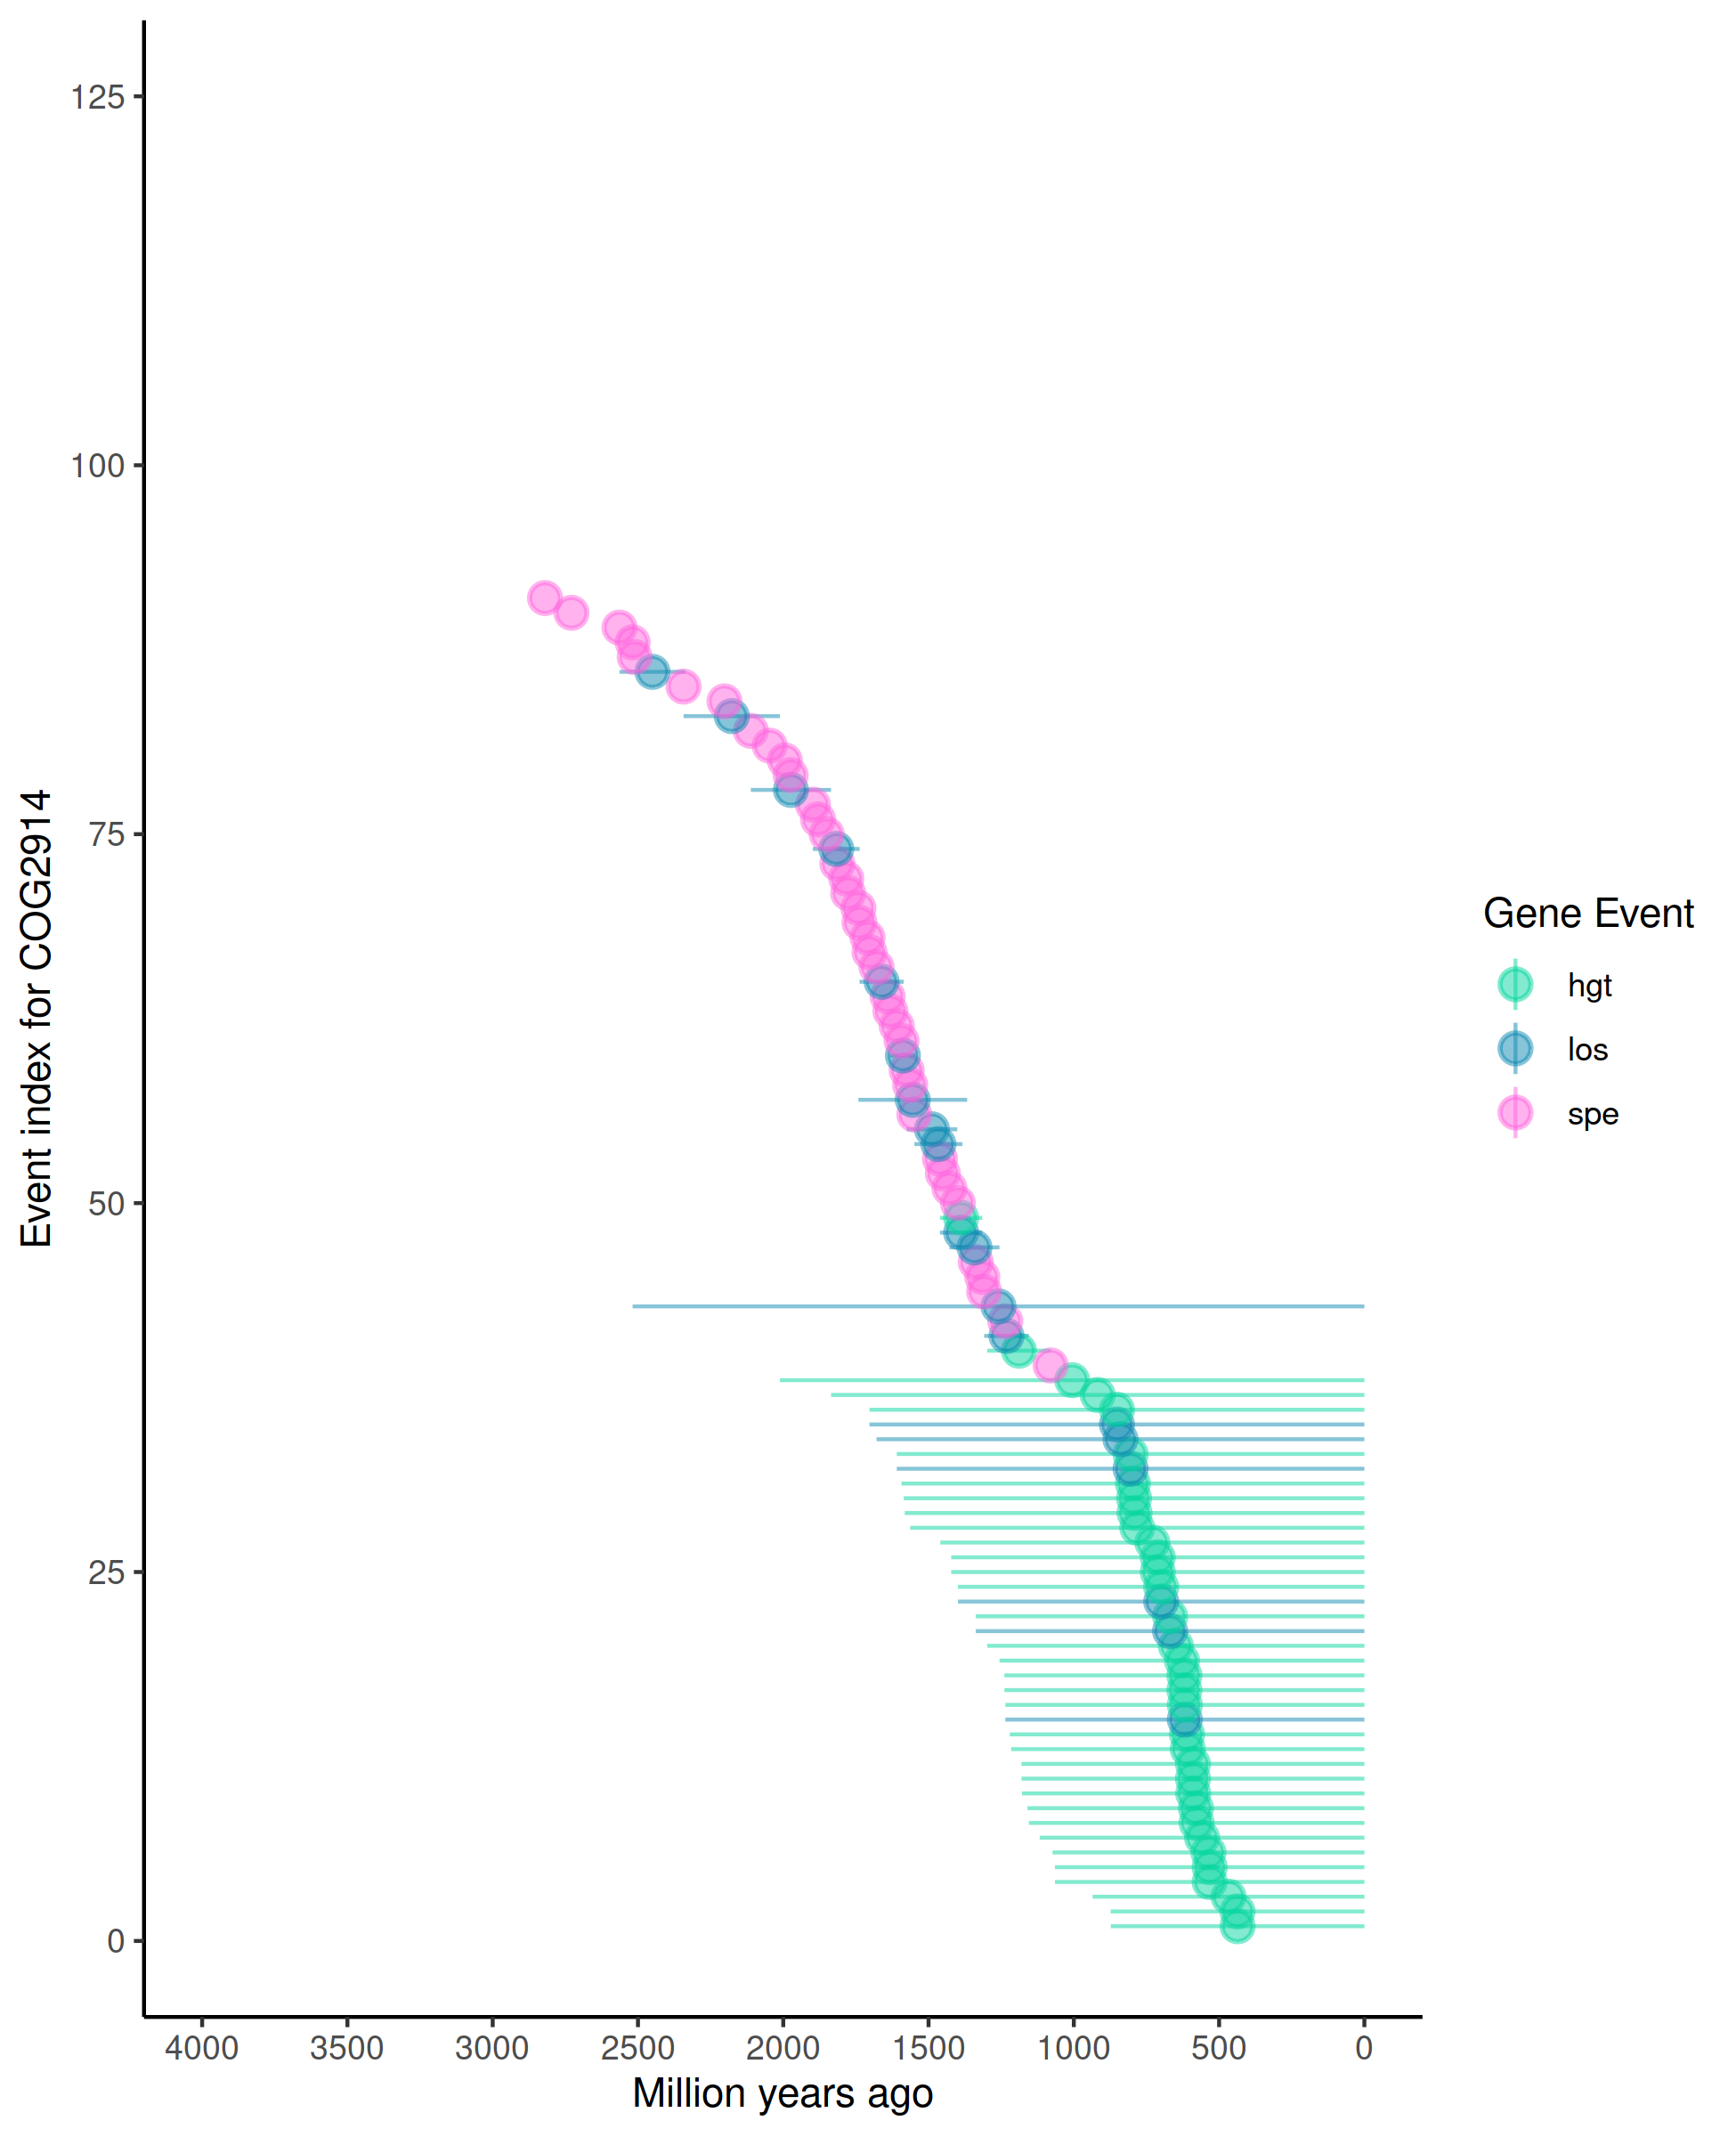 125
100
75
50
25
0
Event index for COG2914
4000 3500 3000 2500 2000 1500 1000 500 0
Million years ago
Gene Event
hgt
los
spe